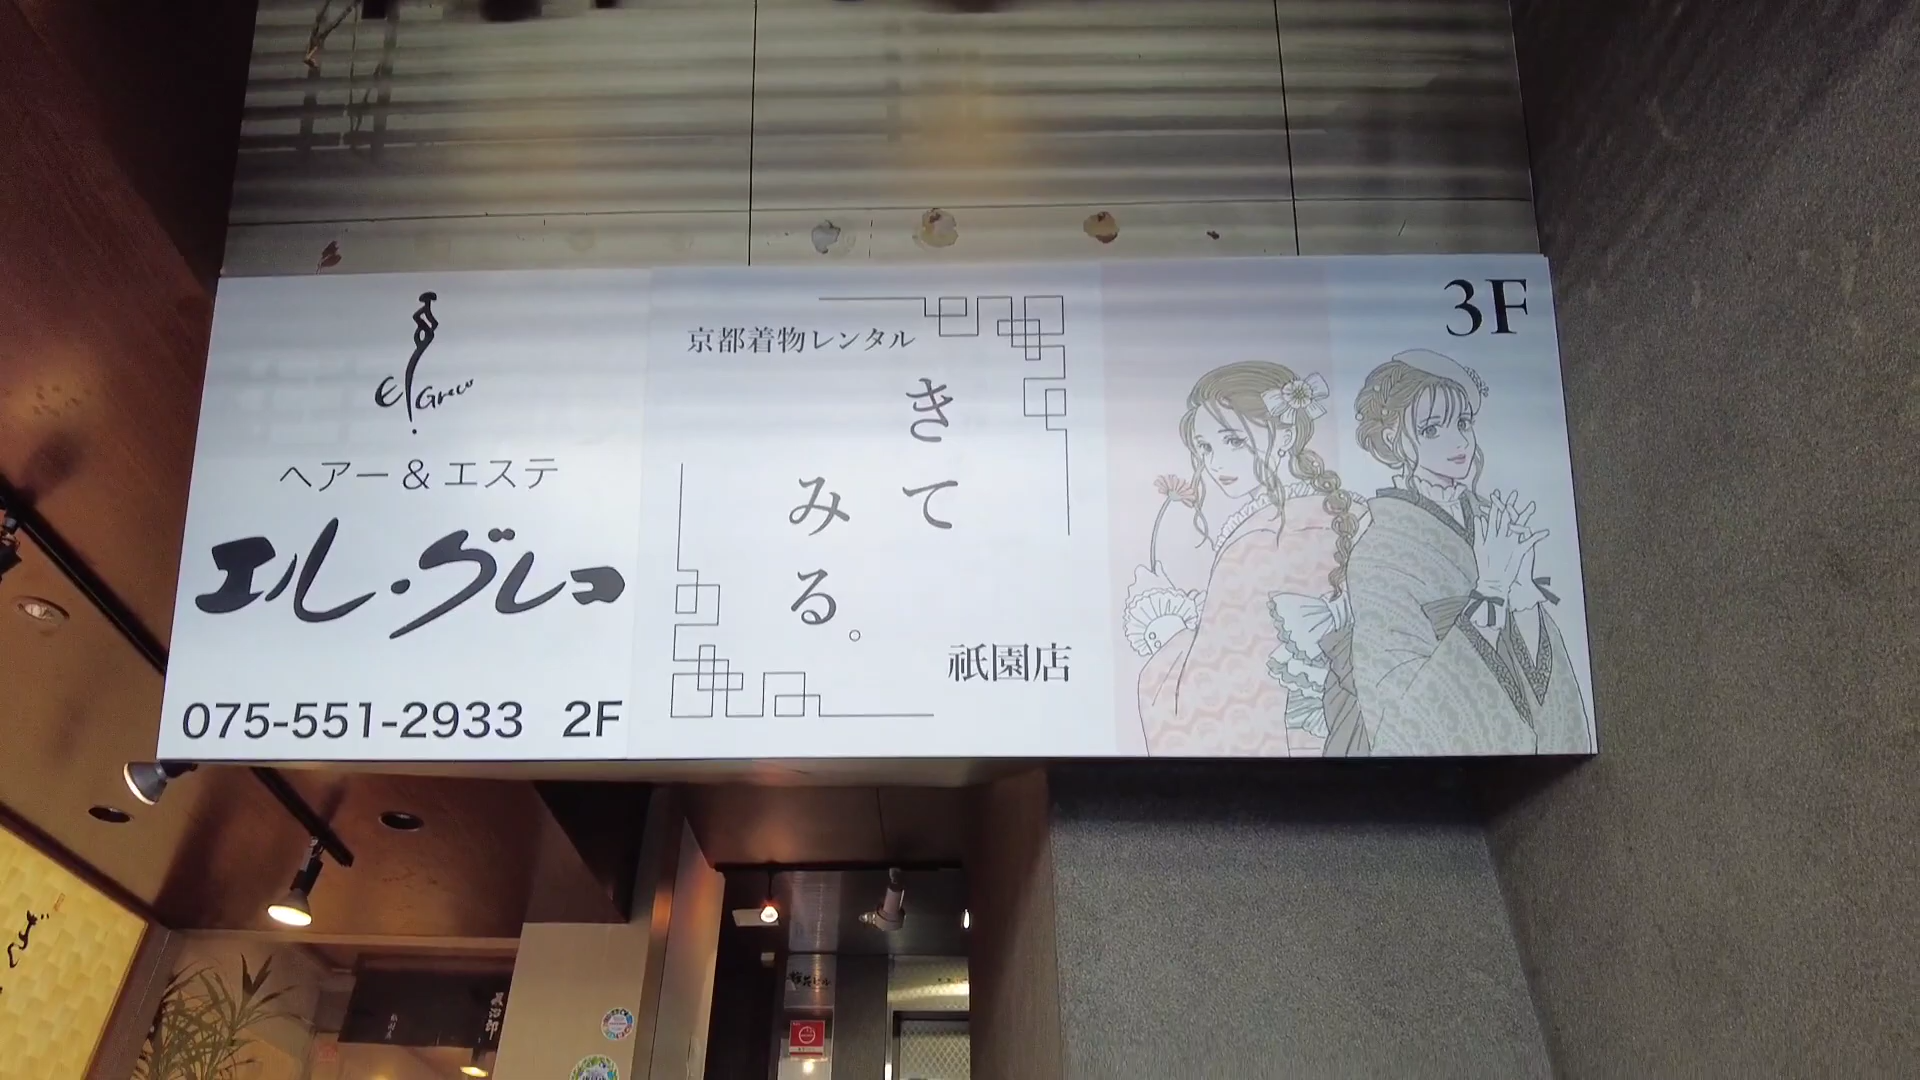 El Greco
ヘアー & エステ
エル・グレコ
075-551-2933 2F
京都着物レンタル
きて
みる。
祇園店
3F